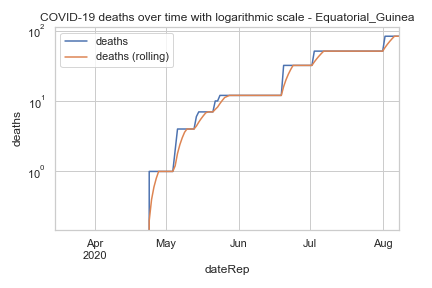 COVID-19 deaths over time with logarithmic scale - Equatorial_Guinea
deaths
deaths (rolling)
10²
10¹
10⁰
deaths
Apr
2020
May
Jun
Jul
Aug
dateRep